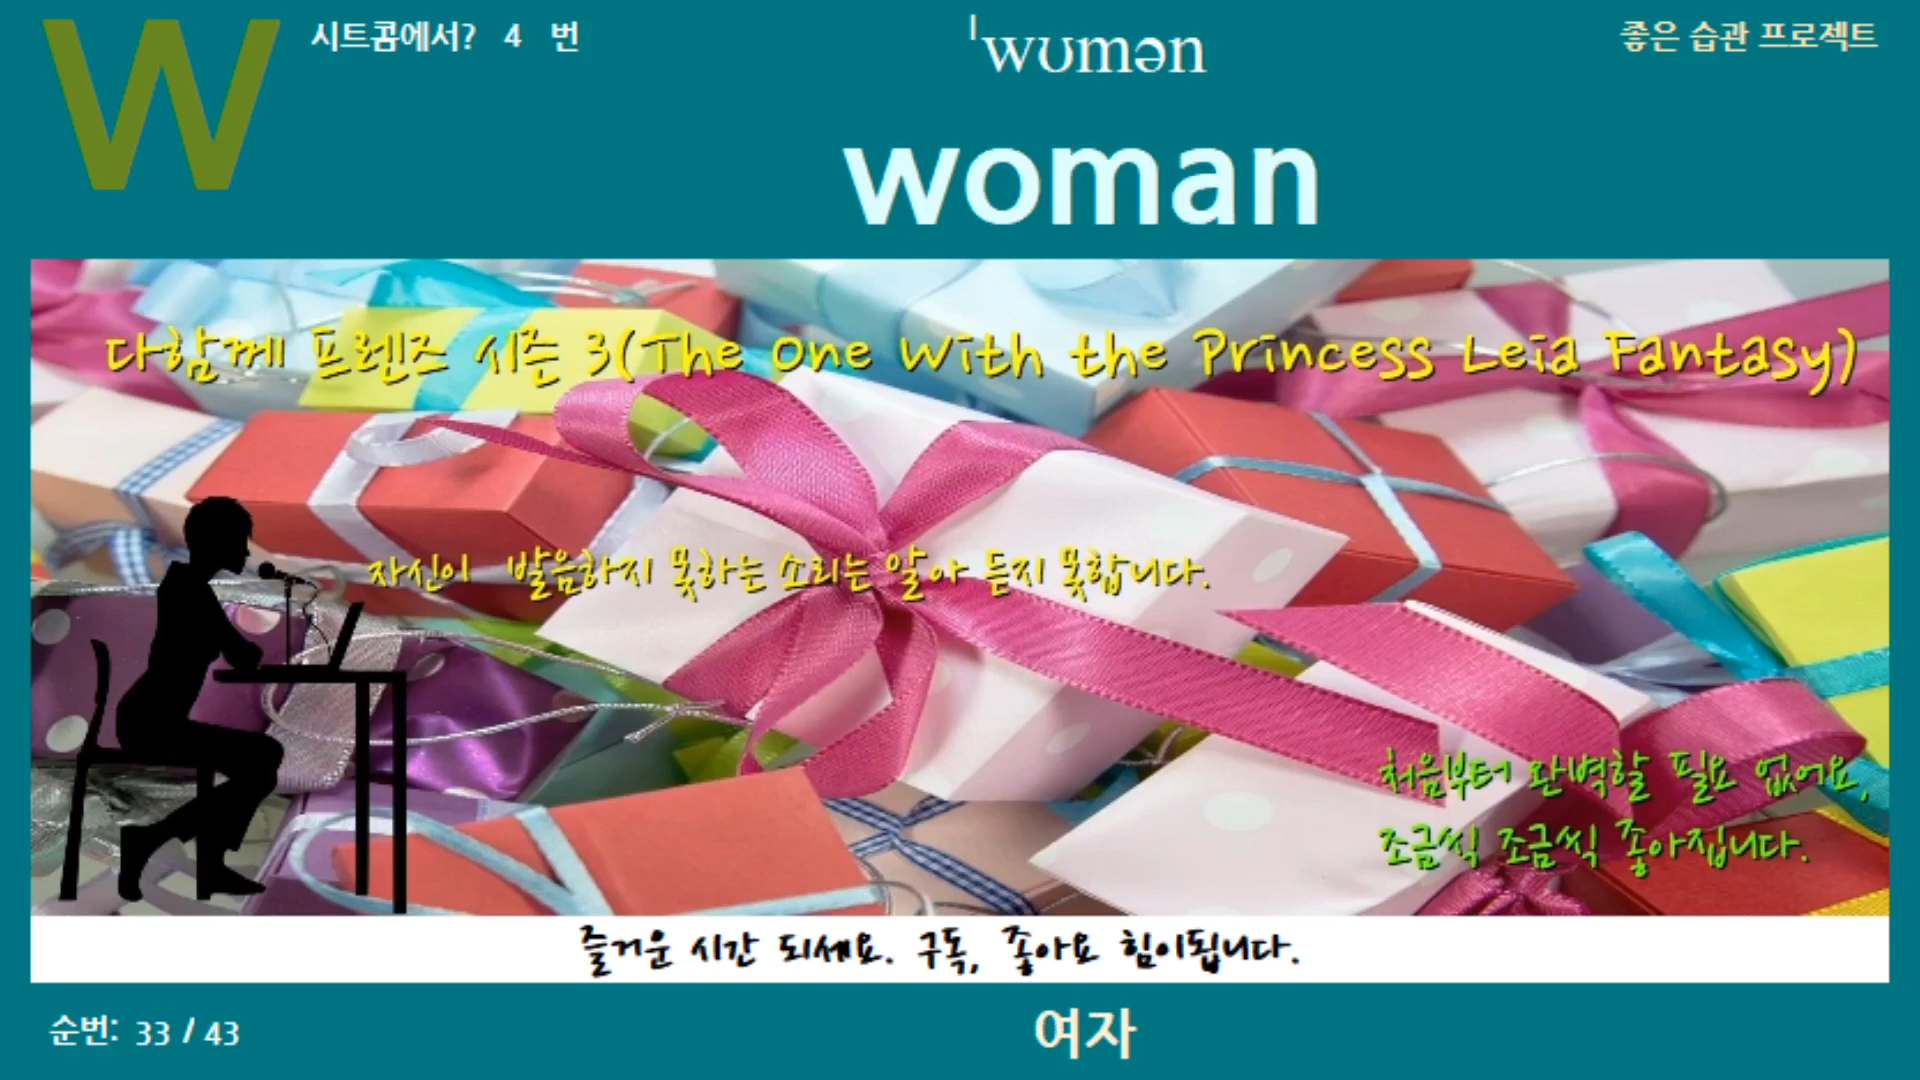 W
시트콤에서? 4 번
ˈwʊmən
좋은 습관 프로젝트
woman
다함께 프렌즈 시즌 3(The One With the Princess Leia Fantasy)
자신이 발음하지 못하는 소리는 알아 듣지 못합니다.
처음부터 완벽할 필요 없어요,
조금씩 조금씩 좋아집니다.
즐거운 시간 되세요. 구독, 좋아요 힘이됩니다.
순번: 33 / 43
여자